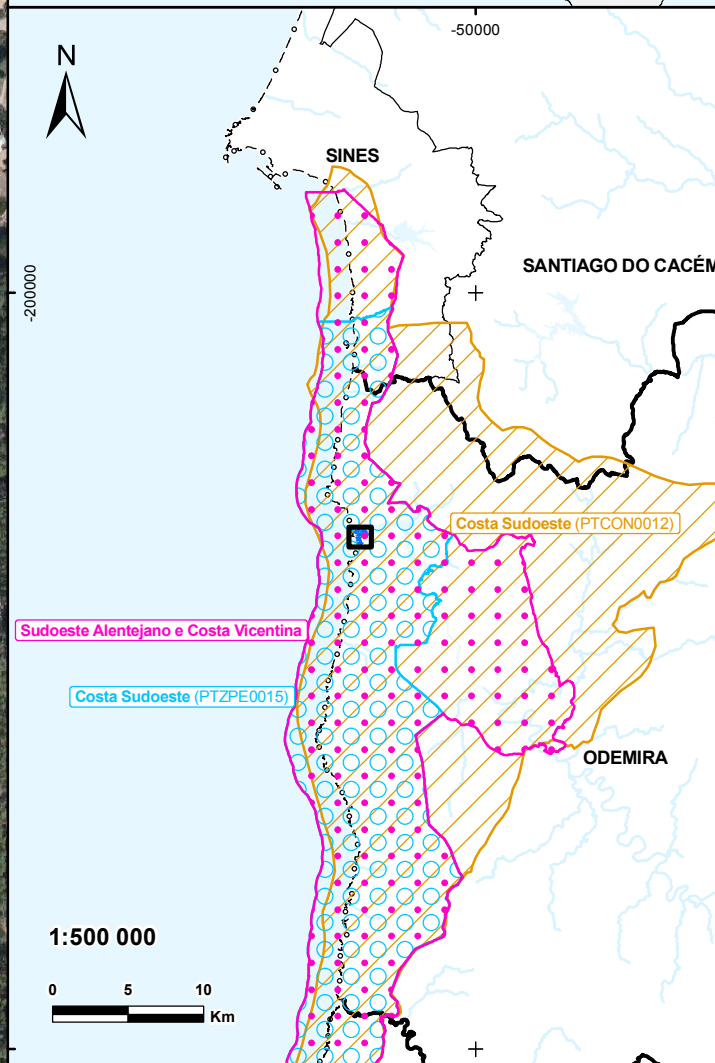 -50000
N
SINES
-200000
SANTIAGO DO CACÉM
Costa Sudoeste (PTCON0012)
Sudoeste Alentejano e Costa Vicentina
Costa Sudoeste (PTZPE0015)
ODEMIRA
1:500 000
0 5 10
Km